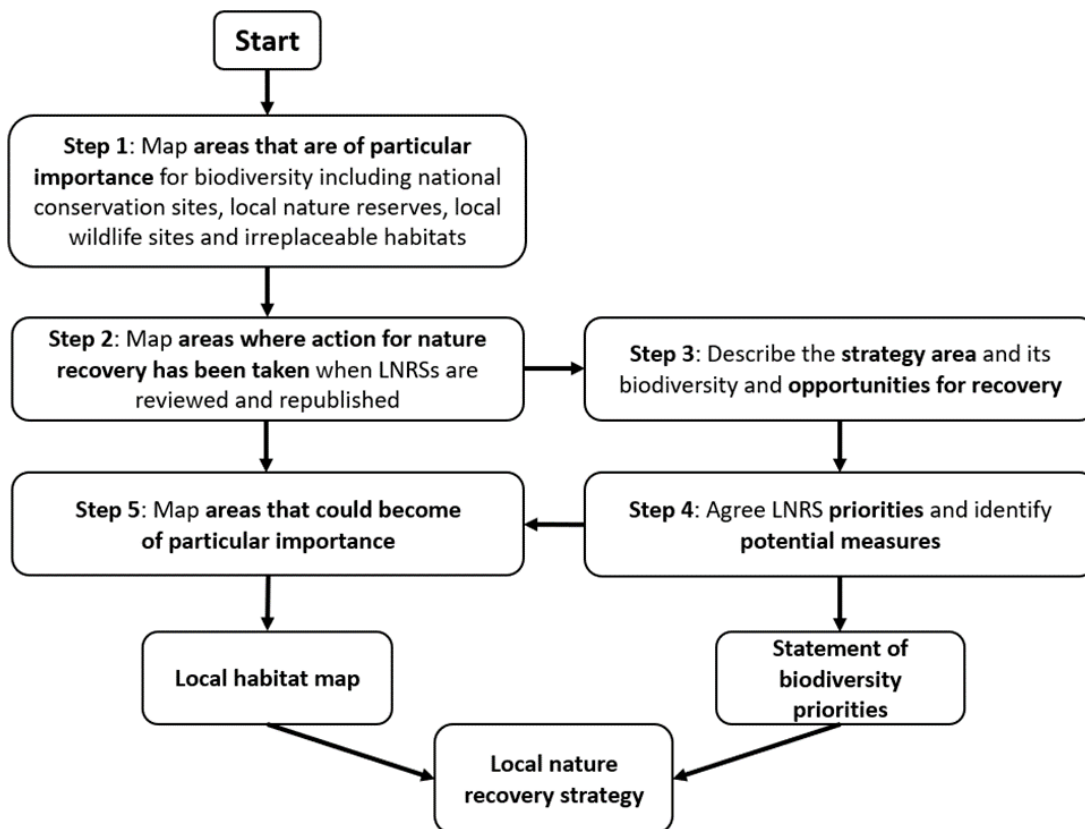 Start
Step 1: Map areas that are of particular
importance for biodiversity including national
conservation sites, local nature reserves, local
wildlife sites and irreplaceable habitats
Step 2: Map areas where action for nature
recovery has been taken when LNRSs are
reviewed and republished
Step 3: Describe the strategy area and its
biodiversity and opportunities for recovery
Step 4: Agree LNRS priorities and identify
potential measures
Step 5: Map areas that could become
of particular importance
Local habitat map
Statement of
biodiversity
priorities
Local nature
recovery strategy